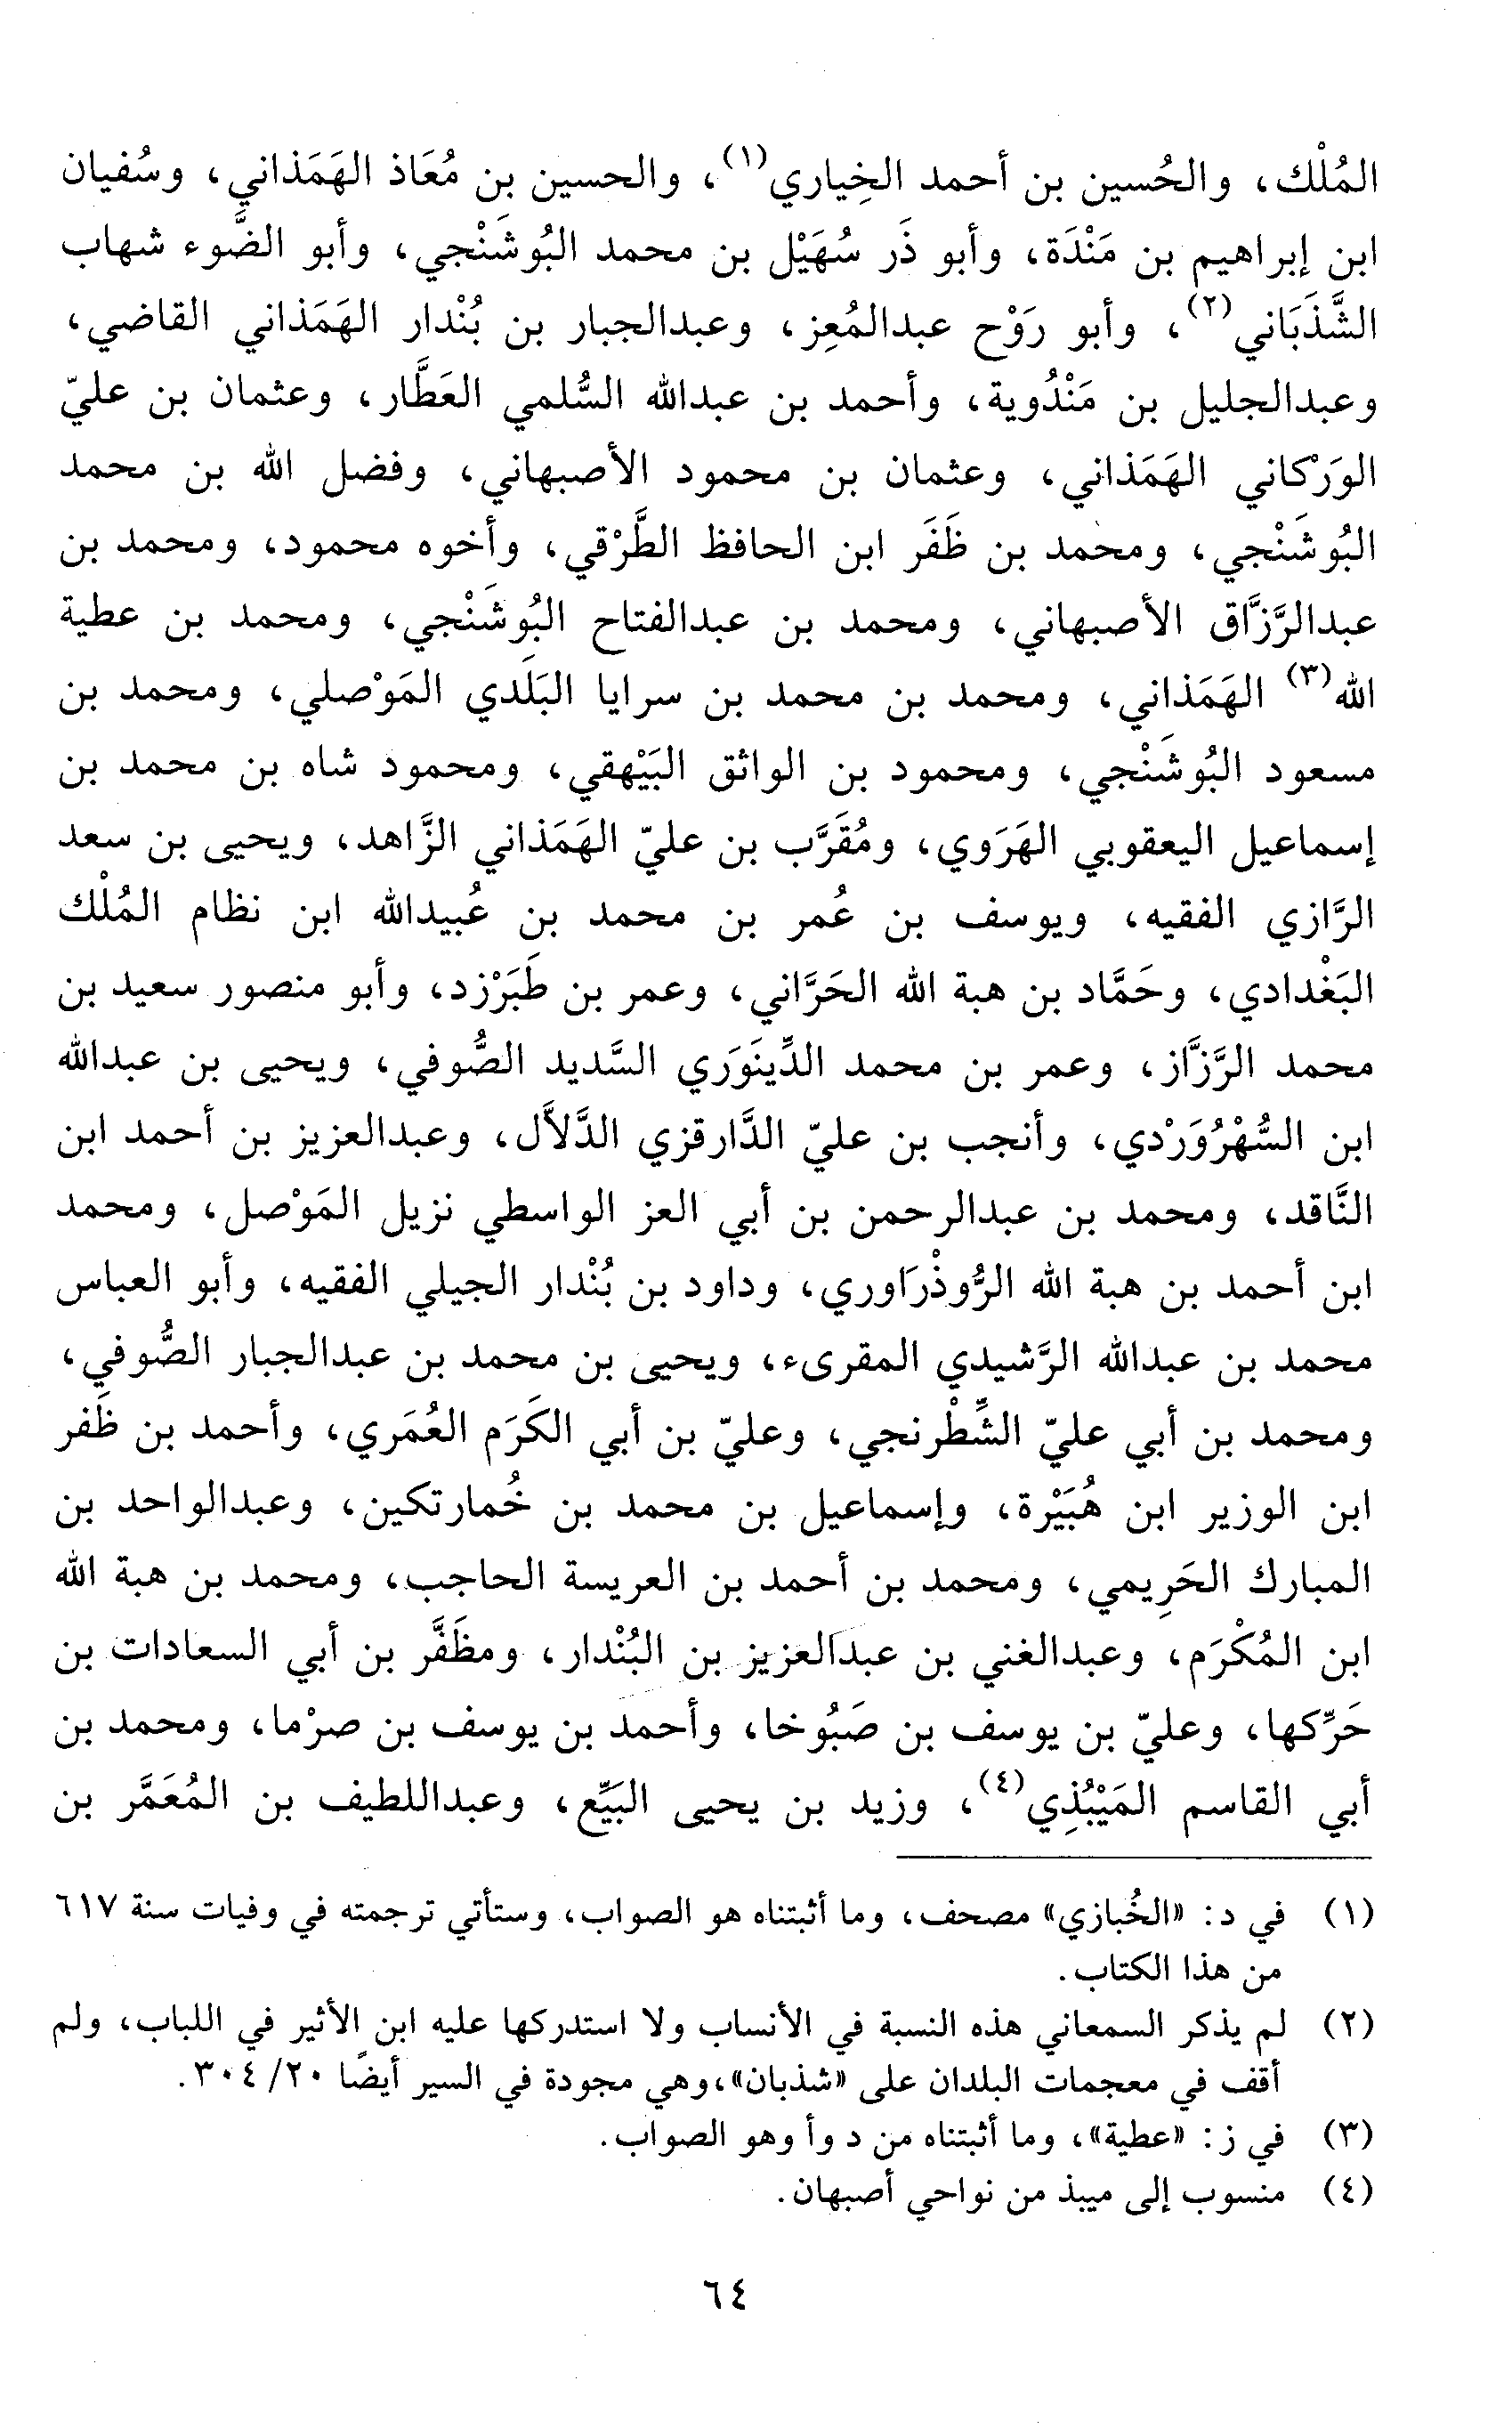 المُلْك، والحُسين بن أحمد الخِياري(١)، والحسين بن مُعَاذ الهَمَذاني، وسُفيان
ابن إبراهيم بن مَنْدَة، وأبو ذَر سُهَيْل بن محمد البُوشَنْجي، وأبو الضَّوء شهاب
الشَّذَبَاني(٢)، وأبو رَوْح عبدالمُعِز، وعبدالجبار بن بُنْدار الهَمَذاني القاضي،
وعبدالجليل بن مَنْدُوية، وأحمد بن عبدالله السُّلمي العَطَّار، وعثمان بن عليّ
الوَرْكاني الهَمَذاني، وعثمان بن محمود الأصبهاني، وفضل الله بن محمد
البُوشَنْجي، ومحمد بن ظَفَر ابن الحافظ الطَّرْقي، وأخوه محمود، ومحمد بن
عبدالرَّزَّاق الأصبهاني، ومحمد بن عبدالفتاح البُوشَنْجي، ومحمد بن عطية
الله(٣) الهَمَذاني، ومحمد بن محمد بن سرايا البَلَدي المَوْصلي، ومحمد بن
مسعود البُوشَنْجي، ومحمود بن الواثق البَيْهقي، ومحمود شاه بن محمد بن
إسماعيل اليعقوبي الهَرَوي، ومُقَرَّب بن عليّ الهَمَذاني الزَّاهد، ويحيى بن سعد
الرَّازي الفقيه، ويوسف بن عُمر بن محمد بن عُبيدالله ابن نظام المُلْك
البَغْدادي، وحَمَّاد بن هبة الله الحَرَّاني، وعمر بن طَبَرْزد، وأبو منصور سعيد بن
محمد الرَّزَّاز، وعمر بن محمد الدِّينَوَري السَّديد الصُّوفي، ويحيى بن عبدالله
ابن السُّهْرُوَرْدي، وأنجب بن عليّ الدَّارقزي الدَّلاَّل، وعبدالعزيز بن أحمد ابن
النَّاقد، ومحمد بن عبدالرحمن بن أبي العز الواسطي نزيل المَوْصل، ومحمد
ابن أحمد بن هبة الله الرُّوذْرَاوري، وداود بن بُنْدار الجيلي الفقيه، وأبو العباس
محمد بن عبدالله الرَّشيدي المقرىء، ويحيى بن محمد بن عبدالجبار الصُّوفي،
ومحمد بن أبي عليّ الشِّطْرنجي، وعليّ بن أبي الكَرَم العُمَري، وأحمد بن ظَفر
ابن الوزير ابن هُبَيْرة، وإسماعيل بن محمد بن خُمارتكين، وعبدالواحد بن
المبارك الحَرِيمي، ومحمد بن أحمد بن العريسة الحاجب، ومحمد بن هبة الله
ابن المُكْرَم، وعبدالغني بن عبدالعزيز بن البُنْدار، ومظَفَّر بن أبي السعادات بن
حَرِّكها، وعليّ بن يوسف بن صَبُوخا، وأحمد بن يوسف بن صرْما، ومحمد بن
أبي القاسم المَيْبُذِي(٤)، وزيد بن يحيى البَيِّع، وعبداللطيف بن المُعَمَّر بن
(١) في د: «الخُبازي» مصحف، وما أثبتناه هو الصواب، وستأتي ترجمته في وفيات سنة ٦١٧
من هذا الكتاب.
(٢) لم يذكر السمعاني هذه النسبة في الأنساب ولا استدركها عليه ابن الأثير في اللباب، ولم
أقف في معجمات البلدان على «شذبان»، وهي مجودة في السير أيضًا ٢٠/ ٣٠٤.
(٣) في ز: «عطية»، وما أثبتناه من د وأ وهو الصواب.
(٤) منسوب إلى ميبذ من نواحي أصبهان.
٦٤